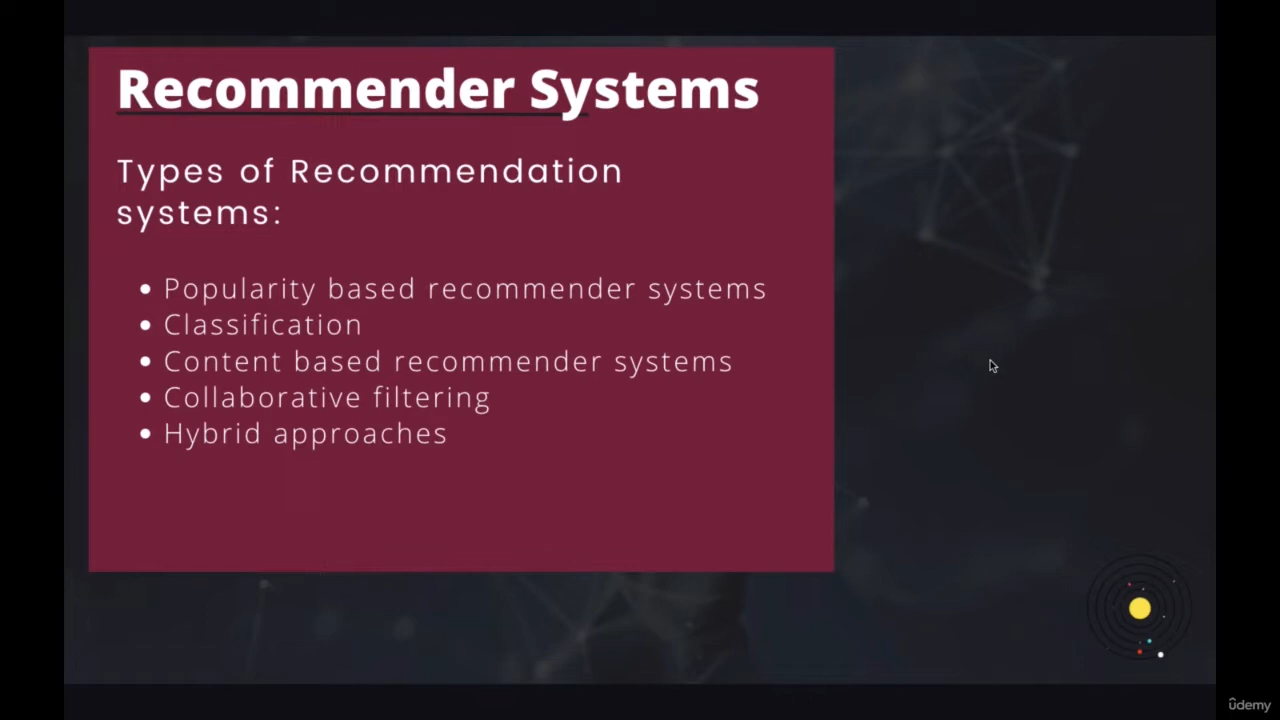 Recommender Systems
Types of Recommendation
systems:
• Popularity based recommender systems
• Classification
• Content based recommender systems
• Collaborative filtering
• Hybrid approaches
ûdemy